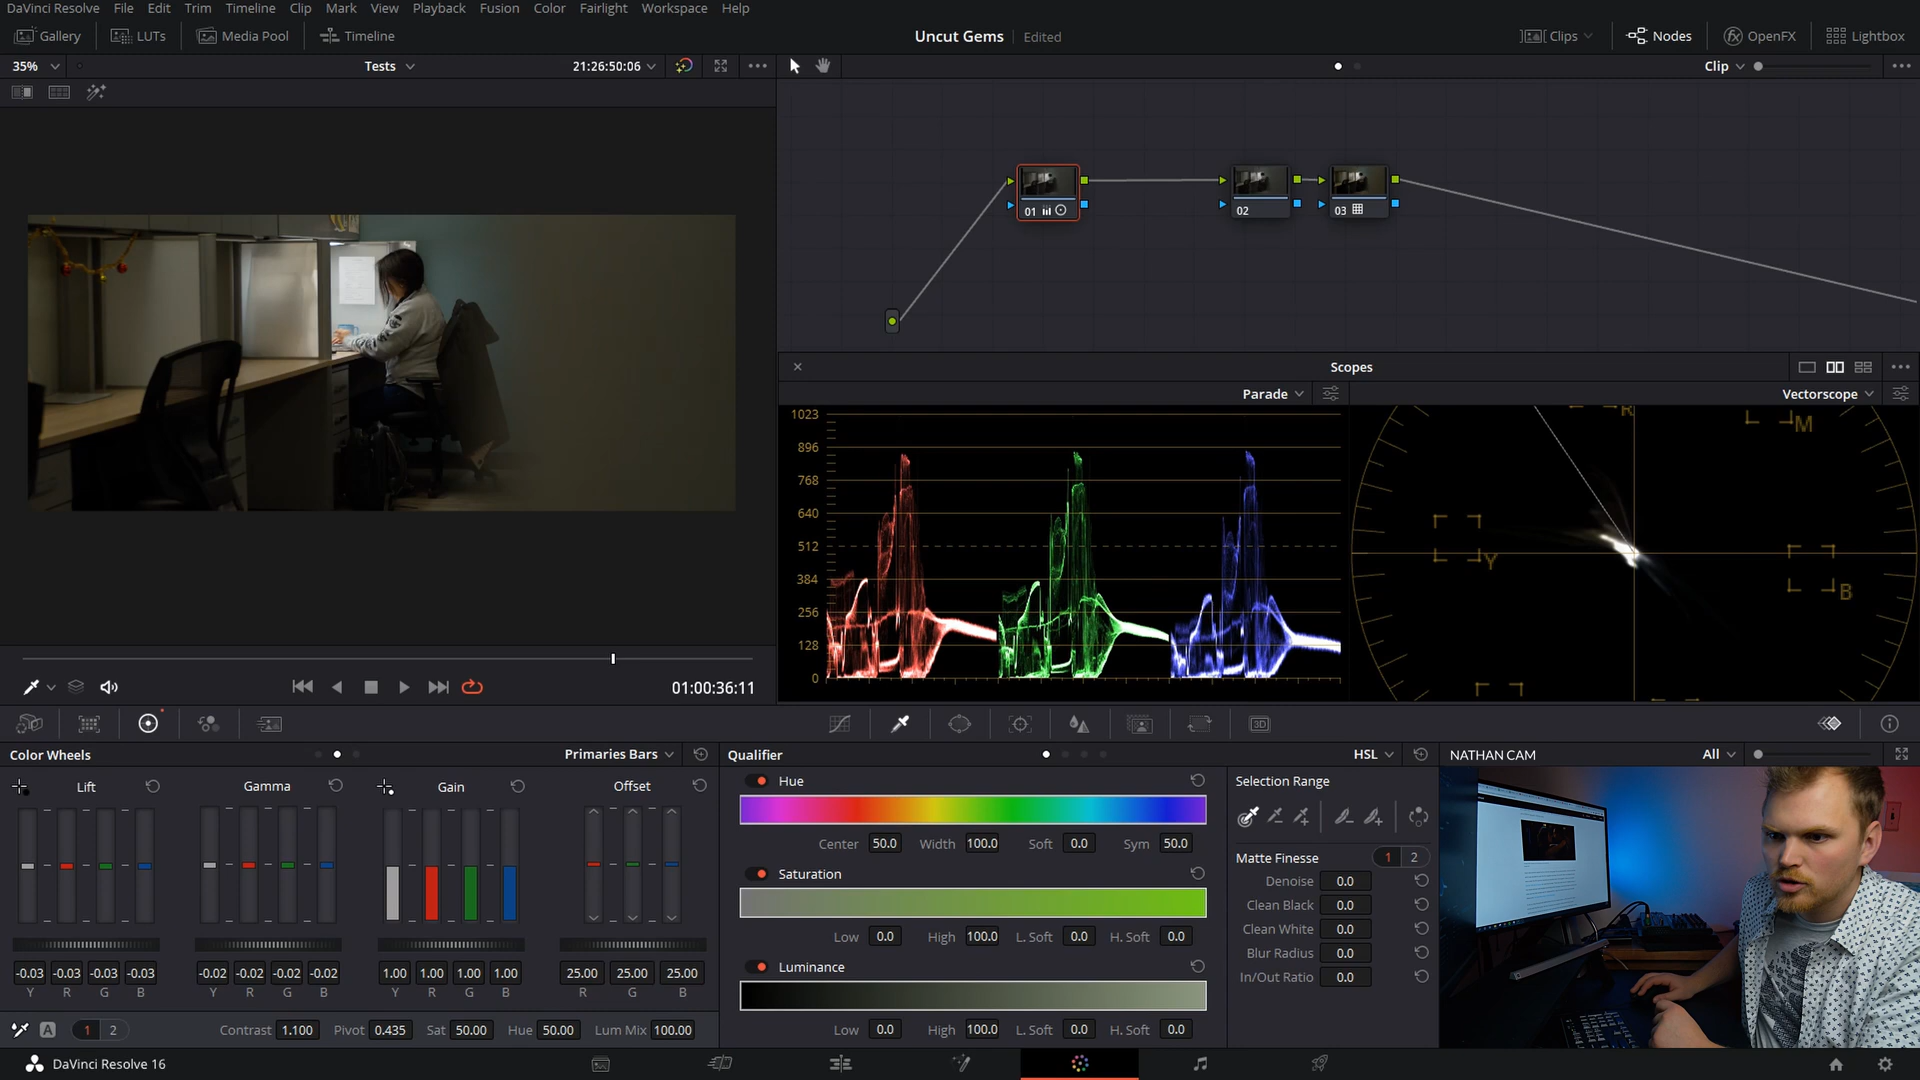 DaVinci Resolve File Edit Trim Timeline Clip Mark View Playback Fusion Color Fairlight Workspace Help
Gallery LUTs Media Pool Timeline Uncut Gems Edited Clips Nodes OpenFX Lightbox
35% Tests 21:26:50:06 Clip
01 02 03
Scopes
Parade Vectorscope
1023
896
768
640
512
384
256
128
0
R
M
Y
B
01:00:36:11
Color Wheels Primaries Bars Qualifier HSL NATHAN CAM All
Lift Gamma Gain Offset
-0.03 -0.03 -0.03 -0.03 -0.02 -0.02 -0.02 -0.02 1.00 1.00 1.00 1.00 25.00 25.00 25.00
Y R G B Y R G B Y R G B R G B
A 1 2 Contrast 1.100 Pivot 0.435 Sat 50.00 Hue 50.00 Lum Mix 100.00
Hue
Center 50.0 Width 100.0 Soft 0.0 Sym 50.0
Saturation
Low 0.0 High 100.0 L. Soft 0.0 H. Soft 0.0
Luminance
Low 0.0 High 100.0 L. Soft 0.0 H. Soft 0.0
Selection Range
Matte Finesse 1 2
Denoise 0.0
Clean Black 0.0
Clean White 0.0
Blur Radius 0.0
In/Out Ratio 0.0
3D
DaVinci Resolve 16